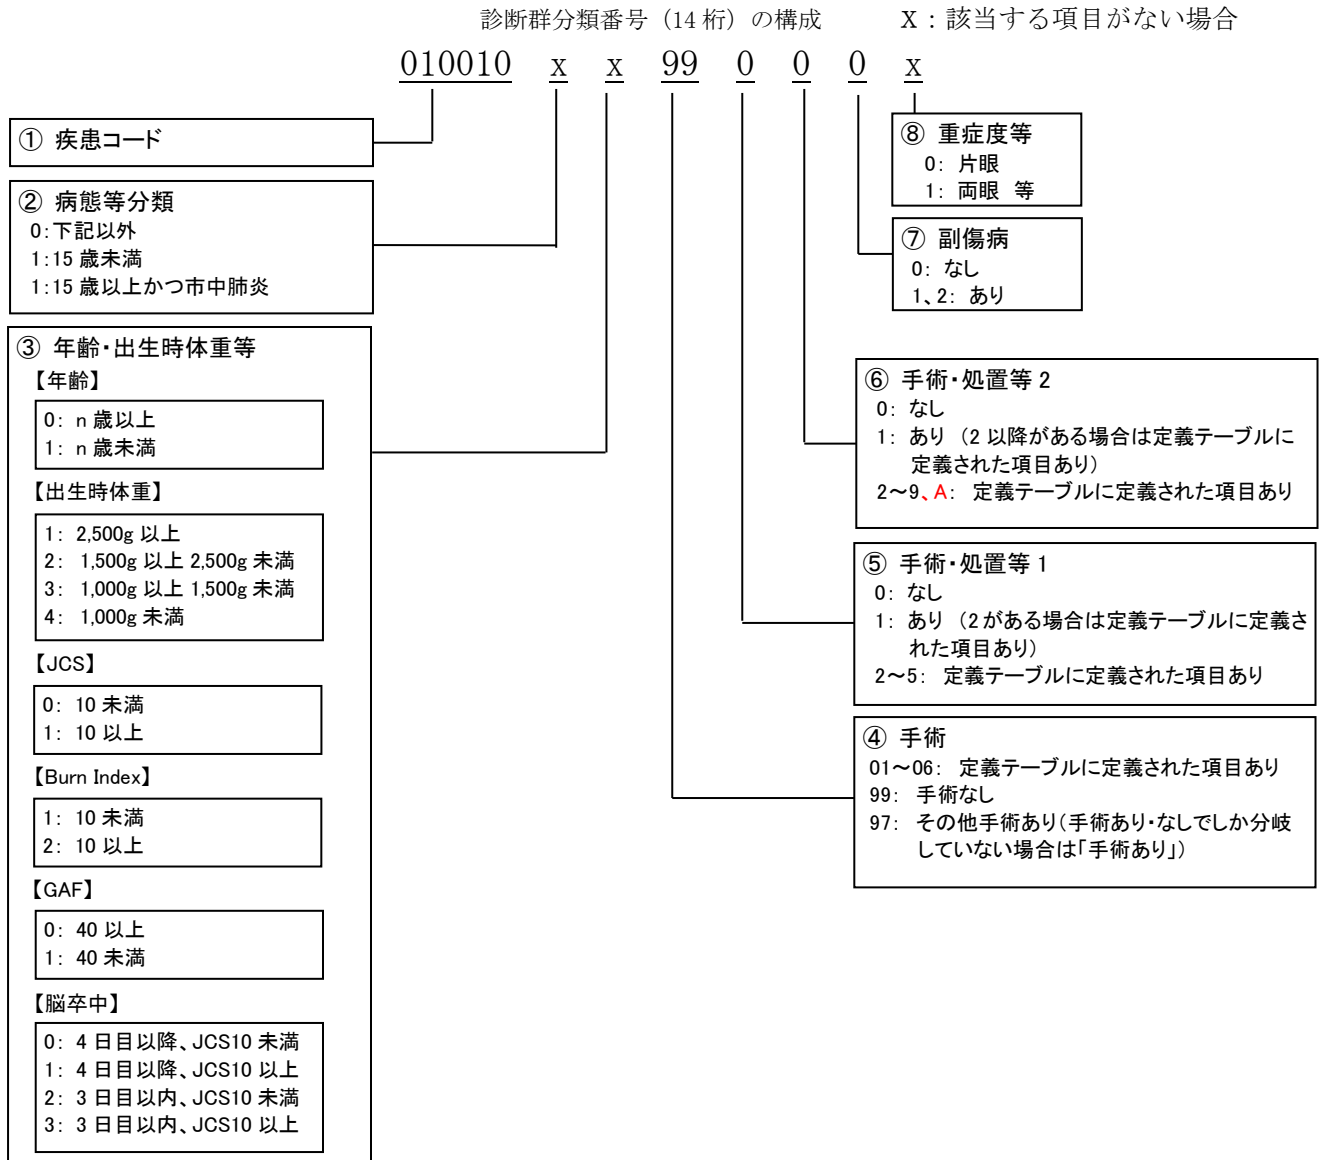 診断群分類番号（14 桁）の構成 X：該当する項目がない場合
010010 x x 99 0 0 0 x
① 疾患コード
② 病態等分類
0：下記以外
1：15 歳未満
1：15 歳以上かつ市中肺炎
③ 年齢・出生時体重等
【年齢】
0： n 歳以上
1： n 歳未満
【出生時体重】
1： 2,500g 以上
2： 1,500g 以上 2,500g 未満
3： 1,000g 以上 1,500g 未満
4： 1,000g 未満
【JCS】
0： 10 未満
1： 10 以上
【Burn Index】
1： 10 未満
2： 10 以上
【GAF】
0： 40 以上
1： 40 未満
【脳卒中】
0： 4 日目以降、JCS10 未満
1： 4 日目以降、JCS10 以上
2： 3 日目以内、JCS10 未満
3： 3 日目以内、JCS10 以上
⑧ 重症度等
0： 片眼
1： 両眼 等
⑦ 副傷病
0： なし
1、2： あり
⑥ 手術・処置等 2
0： なし
1： あり （2 以降がある場合は定義テーブルに
定義された項目あり）
2～9、A： 定義テーブルに定義された項目あり
⑤ 手術・処置等 1
0： なし
1： あり （2 がある場合は定義テーブルに定義さ
れた項目あり）
2～5： 定義テーブルに定義された項目あり
④ 手術
01～06： 定義テーブルに定義された項目あり
99： 手術なし
97： その他手術あり（手術あり・なしでしか分岐
していない場合は「手術あり」）